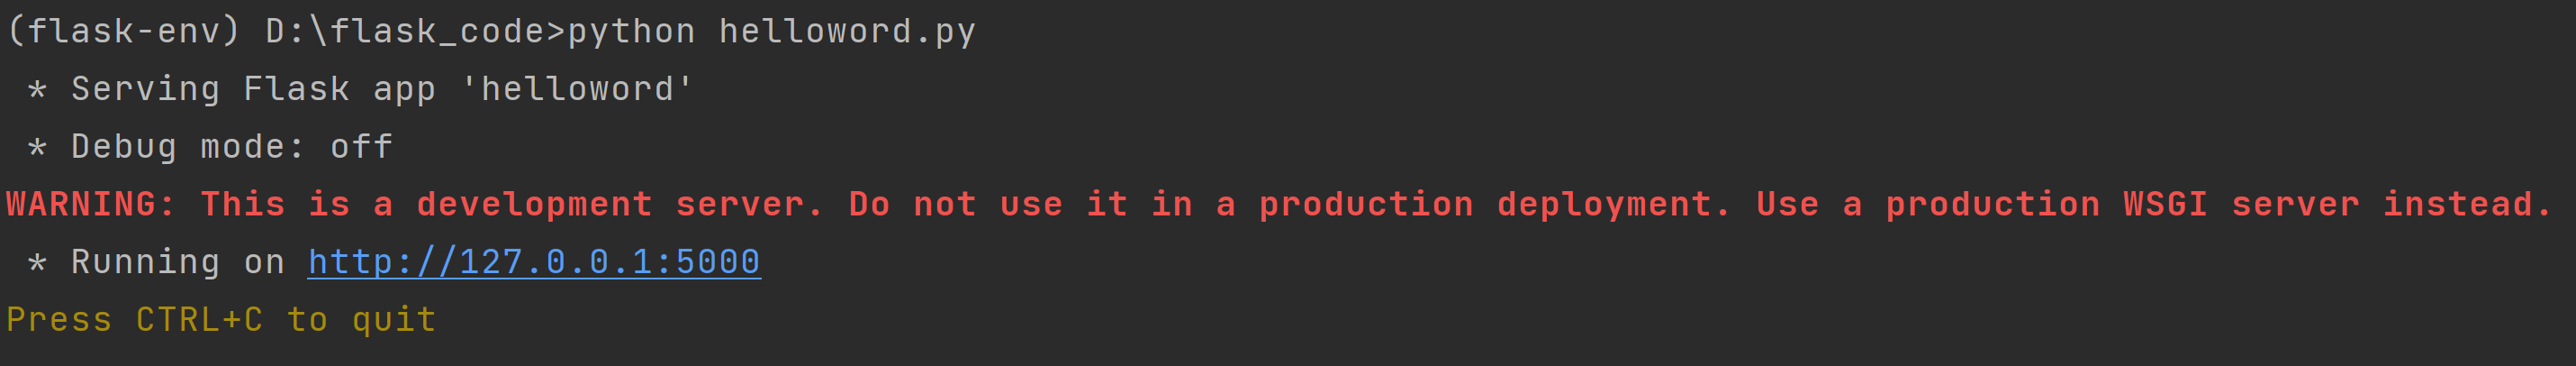 (flask-env) D:\flask_code>python helloword.py
* Serving Flask app 'helloword'
* Debug mode: off
WARNING: This is a development server. Do not use it in a production deployment. Use a production WSGI server instead.
* Running on http://127.0.0.1:5000
Press CTRL+C to quit